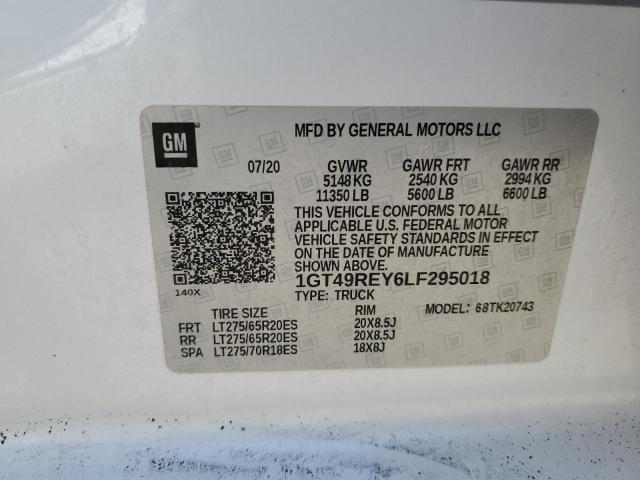 GM
MFD BY GENERAL MOTORS LLC
07/20 GVWR GAWR FRT GAWR RR
5148 KG 2540 KG 2994 KG
11350 LB 5600 LB 6600 LB
THIS VEHICLE CONFORMS TO ALL
APPLICABLE U.S. FEDERAL MOTOR
VEHICLE SAFETY STANDARDS IN EFFECT
ON THE DATE OF MANUFACTURE
SHOWN ABOVE.
1GT49REY6LF295018
140X
TYPE: TRUCK
TIRE SIZE RIM MODEL: 68TK20743
FRT LT275/65R20ES 20X8.5J
RR LT275/65R20ES 20X8.5J
SPA LT275/70R18ES 18X8J